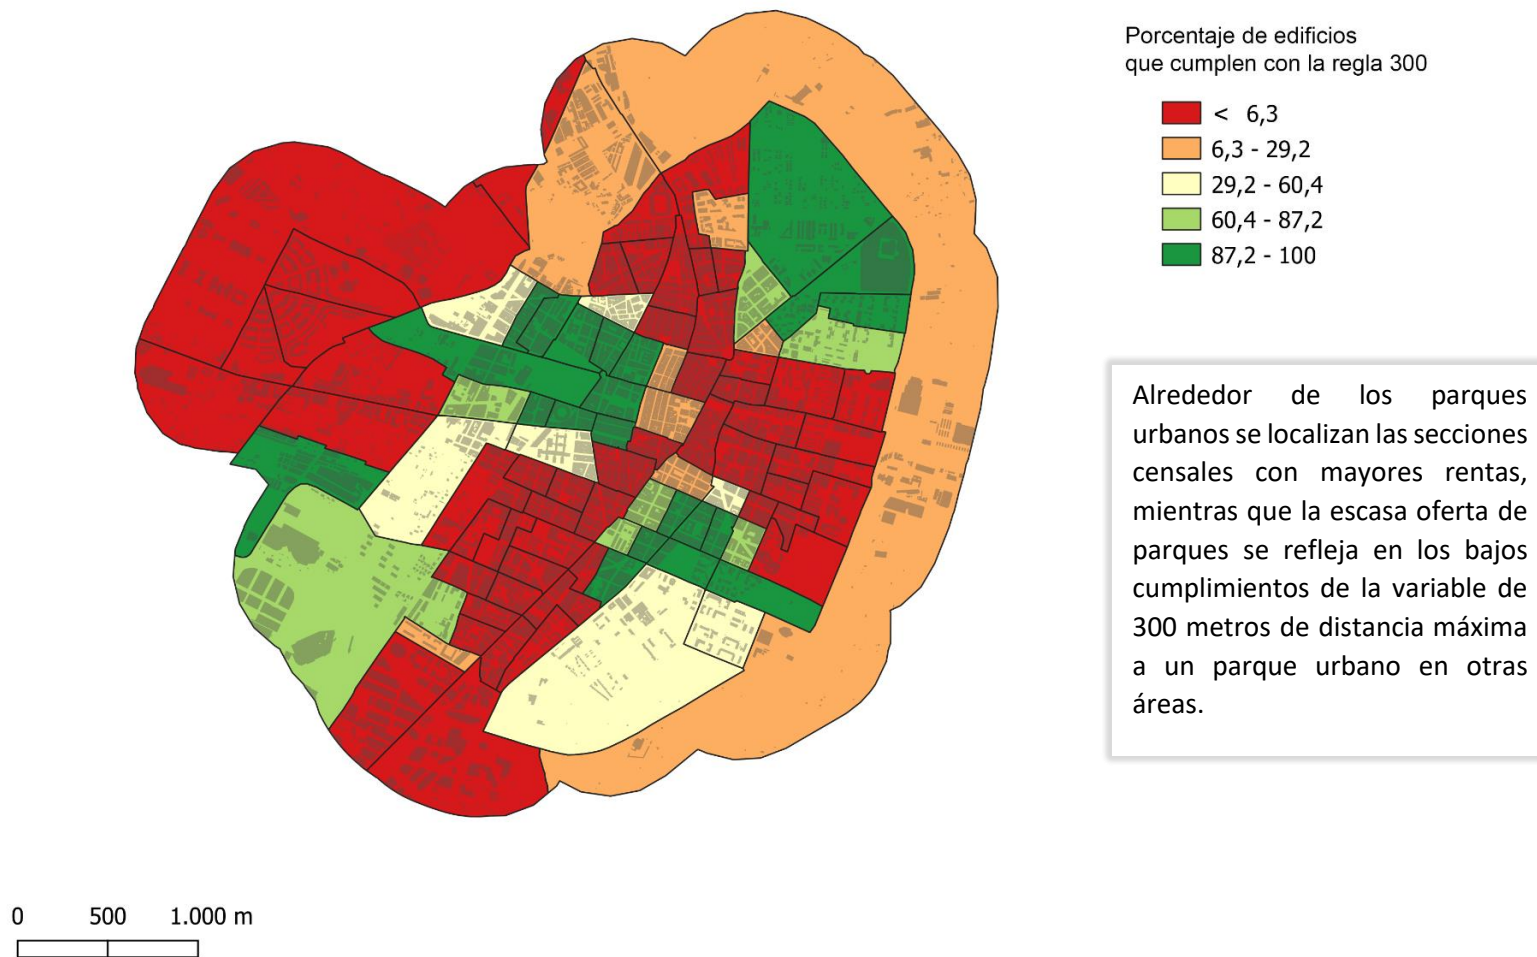 Porcentaje de edificios
que cumplen con la regla 300
< 6,3
6,3 - 29,2
29,2 - 60,4
60,4 - 87,2
87,2 - 100
Alrededor de los parques
urbanos se localizan las secciones
censales con mayores rentas,
mientras que la escasa oferta de
parques se refleja en los bajos
cumplimientos de la variable de
300 metros de distancia máxima
a un parque urbano en otras
áreas.
0 500 1.000 m